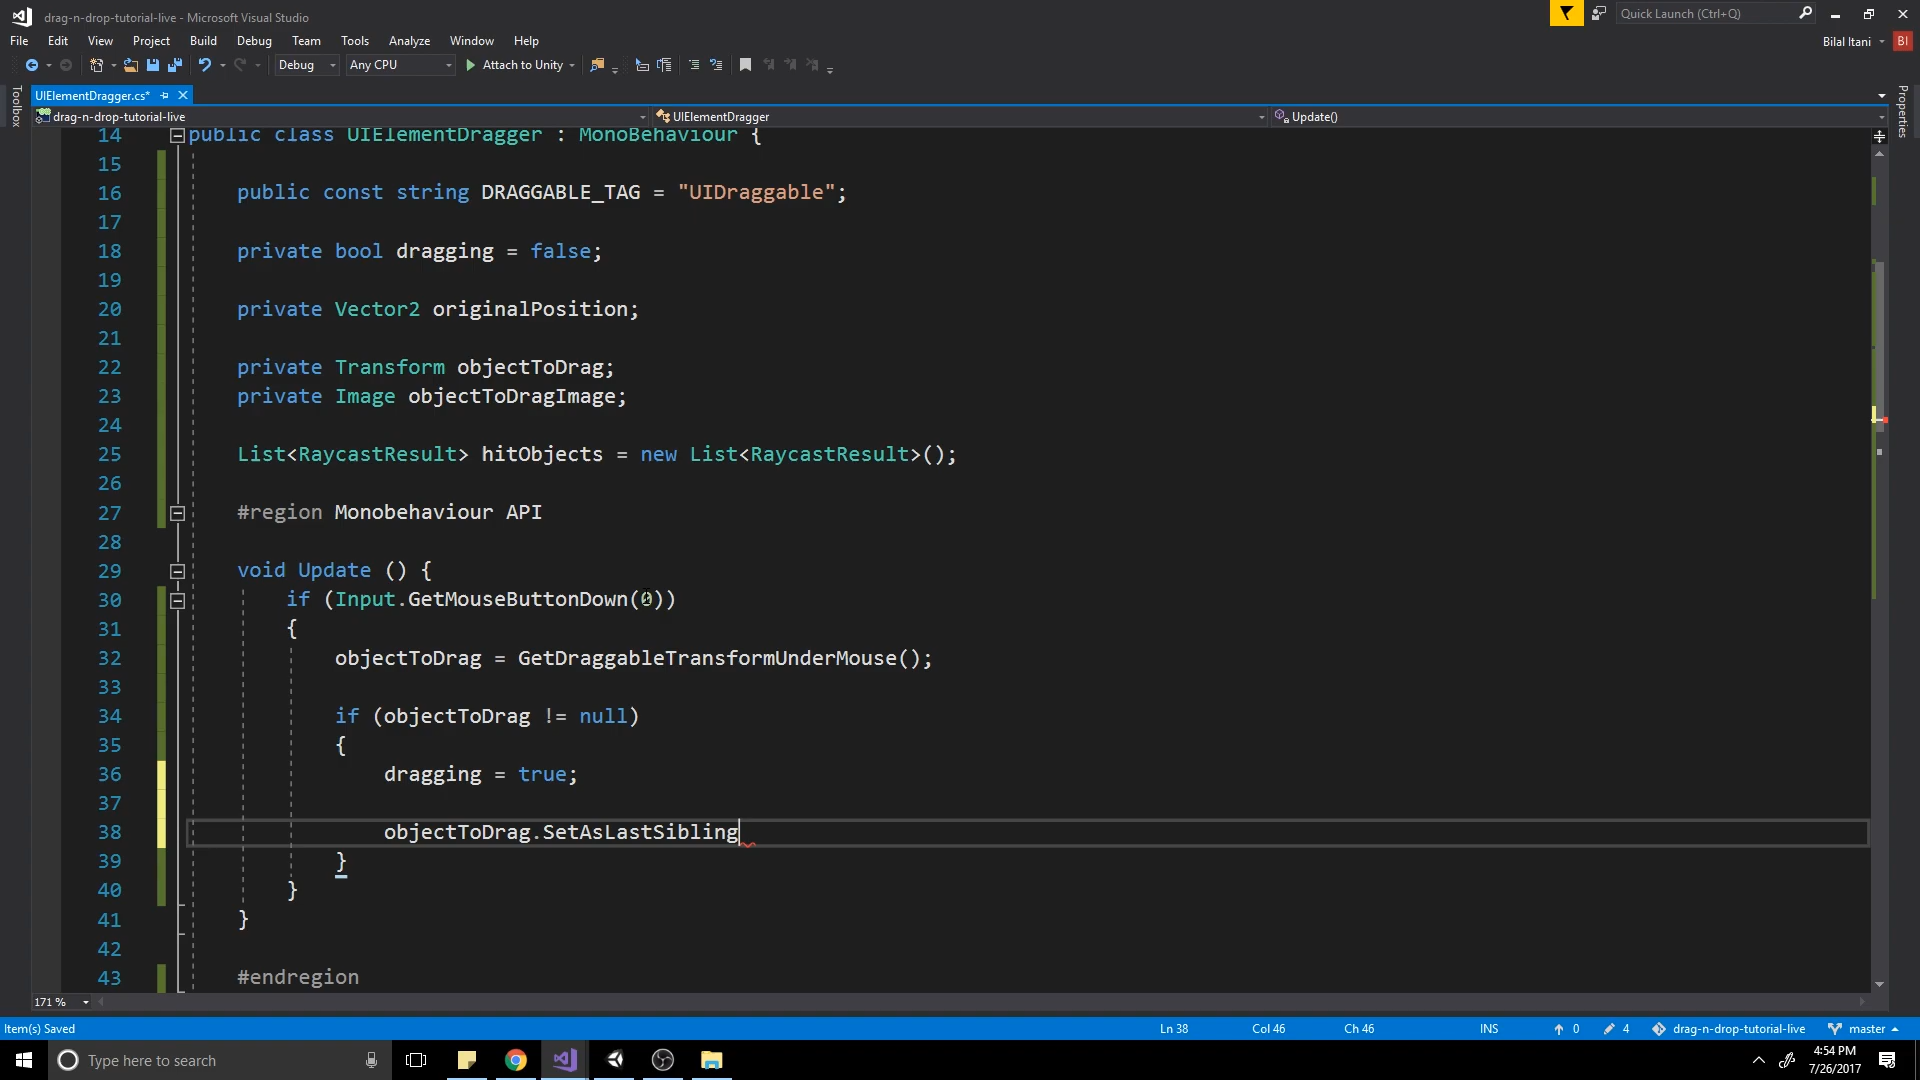 drag-n-drop-tutorial-live - Microsoft Visual Studio
Quick Launch (Ctrl+Q)
File Edit View Project Build Debug Team Tools Analyze Window Help
Bilal Itani
BI
Debug
Any CPU
Attach to Unity
Toolbox
UIElementDragger.cs*
Properties
drag-n-drop-tutorial-live
UIElementDragger
Update()
14 public class UIElementDragger : MonoBehaviour {
15
16 public const string DRAGGABLE_TAG = "UIDraggable";
17
18 private bool dragging = false;
19
20 private Vector2 originalPosition;
21
22 private Transform objectToDrag;
23 private Image objectToDragImage;
24
25 List<RaycastResult> hitObjects = new List<RaycastResult>();
26
27 #region Monobehaviour API
28
29 void Update () {
30 if (Input.GetMouseButtonDown(0))
31 {
32 objectToDrag = GetDraggableTransformUnderMouse();
33
34 if (objectToDrag != null)
35 {
36 dragging = true;
37
38 objectToDrag.SetAsLastSibling
39 }
40 }
41 }
42
43 #endregion
171 %
Item(s) Saved
Ln 38
Col 46
Ch 46
INS
0
4
drag-n-drop-tutorial-live
master
Type here to search
4:54 PM
7/26/2017